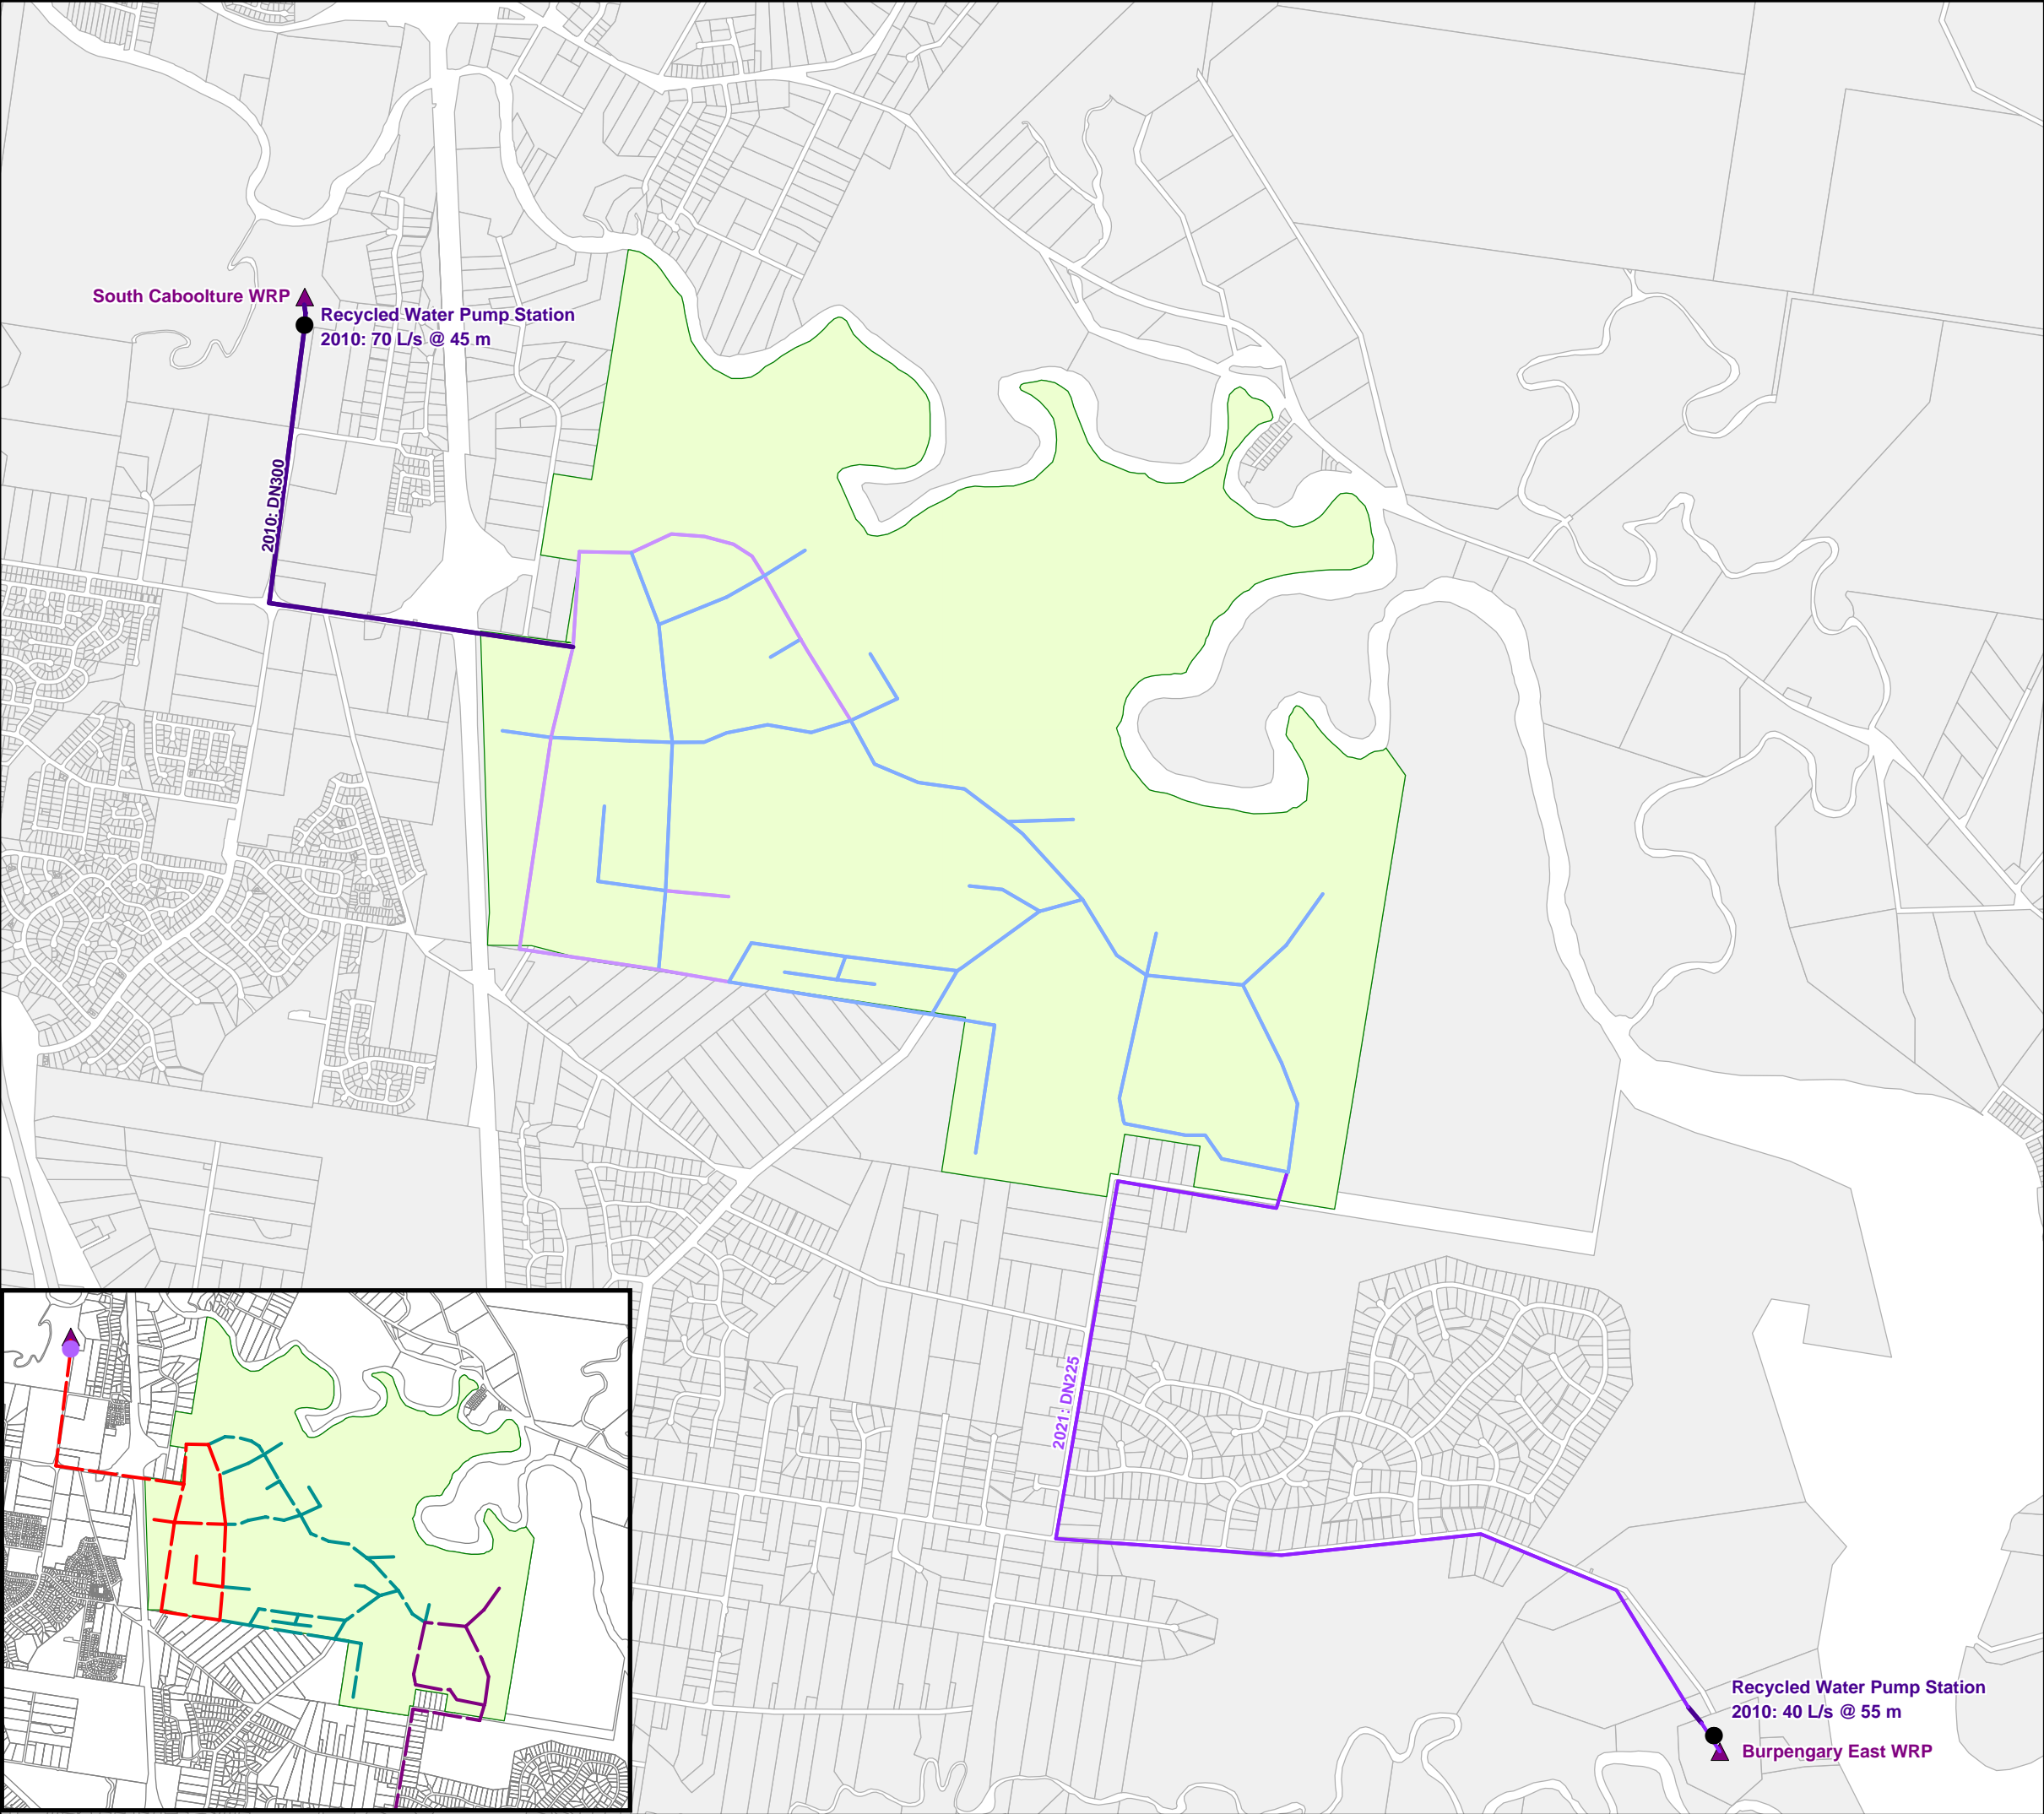 South Caboolture WRP
Recycled Water Pump Station
2010: 70 L/s @ 45 m
2010: DN300
2021: DN225
Recycled Water Pump Station
2010: 40 L/s @ 55 m
Burpengary East WRP